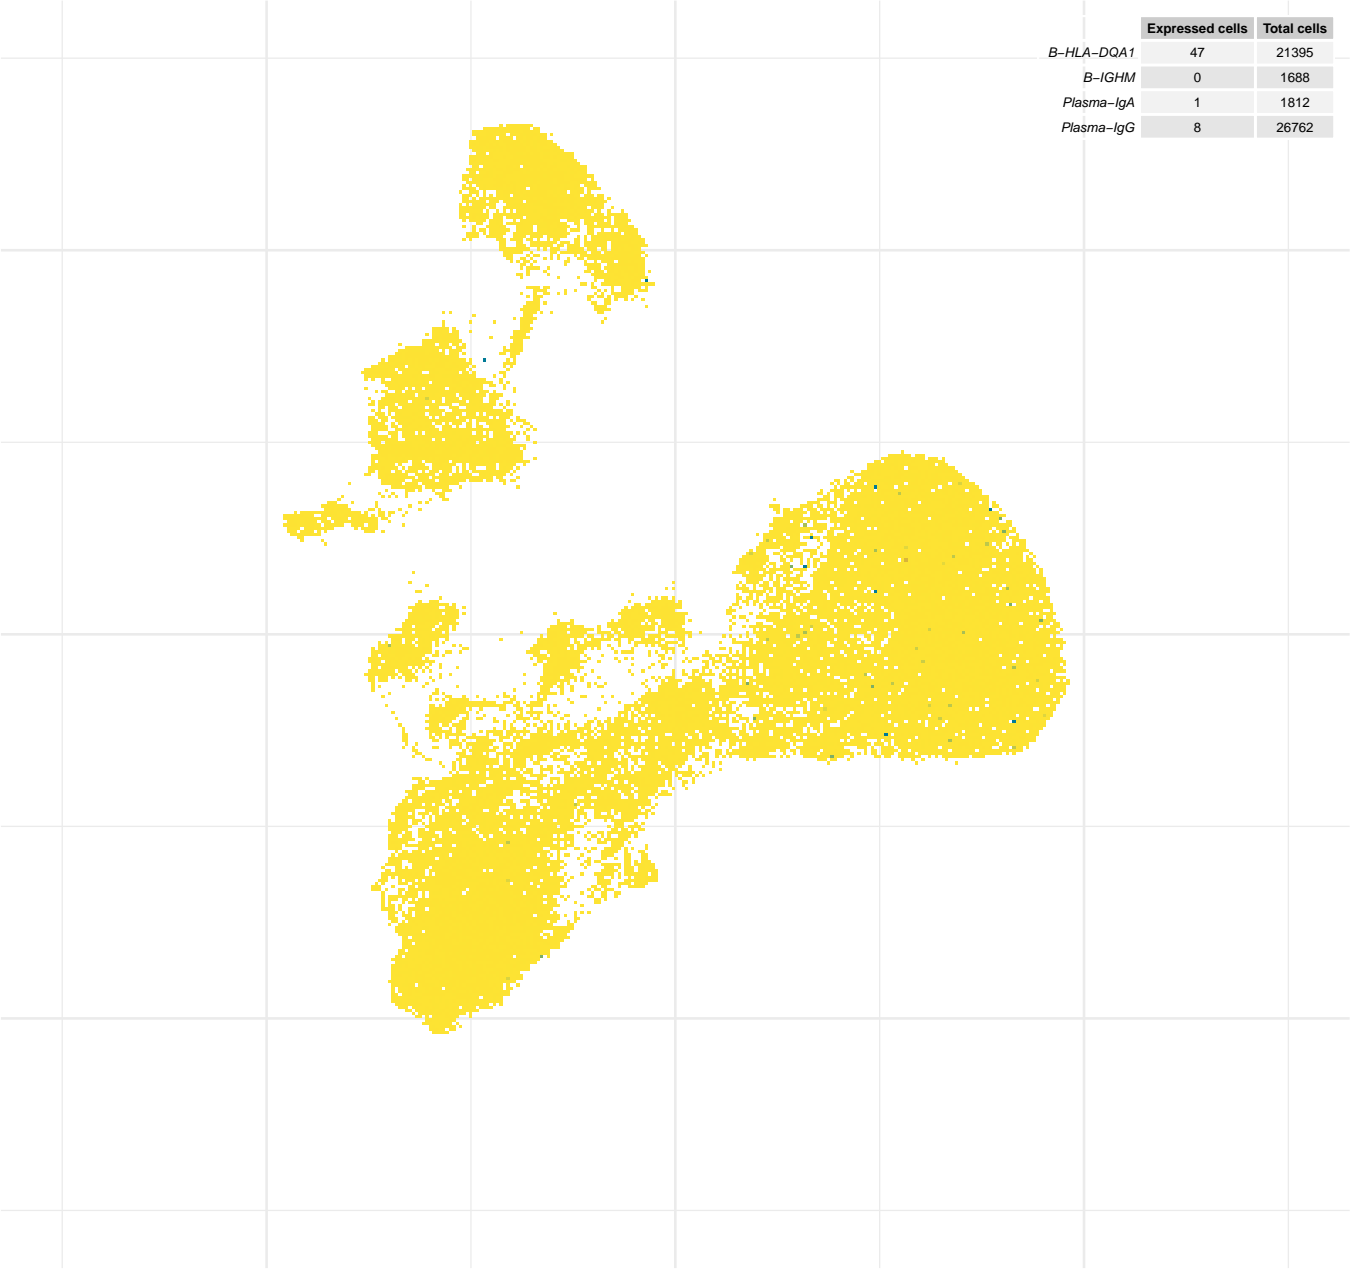 Expressed cells Total cells
B−HLA−DQA1 47 21395
B−IGHM 0 1688
Plasma−IgA 1 1812
Plasma−IgG 8 26762